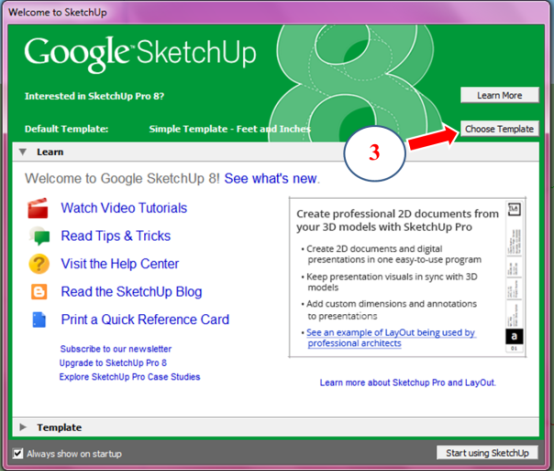 Welcome to SketchUp
Google SketchUp
8
Interested in SketchUp Pro 8?
Learn More
Default Template: Simple Template - Feet and Inches
Choose Template
3
Learn
Welcome to Google SketchUp 8! See what's new.
Watch Video Tutorials
Read Tips & Tricks
Visit the Help Center
Read the SketchUp Blog
Print a Quick Reference Card
Subscribe to our newsletter
Upgrade to SketchUp Pro 8
Explore SketchUp Pro Case Studies
Create professional 2D documents from
your 3D models with SketchUp Pro
• Create 2D documents and digital
presentations in one easy-to-use program
• Keep presentation visuals in sync with 3D
models
• Add custom dimensions and annotations
to presentations
• See an example of LayOut being used by
professional architects
a
Learn more about Sketchup Pro and LayOut.
Template
Always show on startup
Start using SketchUp